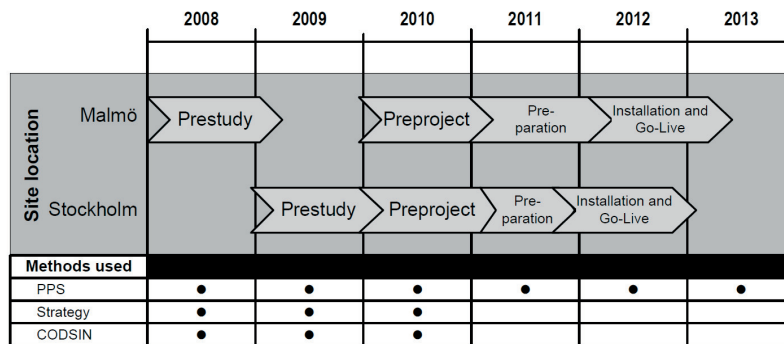 2008 2009 2010 2011 2012 2013
Site location
Malmö
Prestudy
Preproject
Pre-
paration
Installation and
Go-Live
Stockholm
Prestudy
Preproject
Pre-
paration
Installation and
Go-Live
Methods used
PPS ● ● ● ● ● ●
Strategy ● ● ●
CODSIN ● ● ●